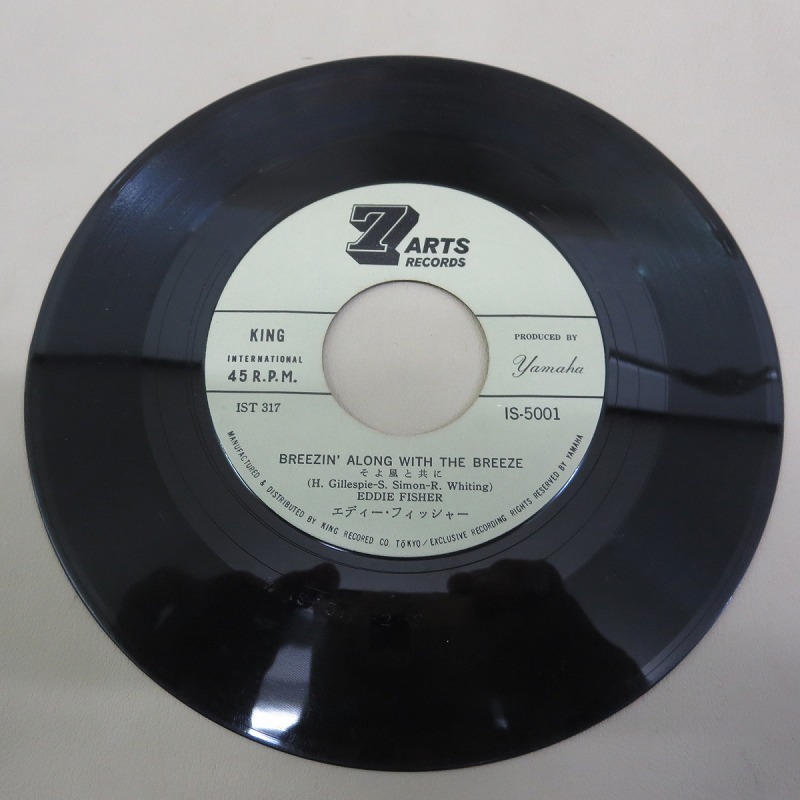 7 ARTS
RECORDS
KING
INTERNATIONAL
45 R.P.M.
PRODUCED BY
Yamaha
IST 317
IS-5001
BREEZIN' ALONG WITH THE BREEZE
そよ風と共に
(H. Gillespie-S. Simon-R. Whiting)
EDDIE FISHER
エディー・フィッシャー
MANUFACTURED & DISTRIBUTED BY KING RECORED CO TōKYO/EXCLUSIVE RECORDING RIGHTS RESERVED BY YAMAHA